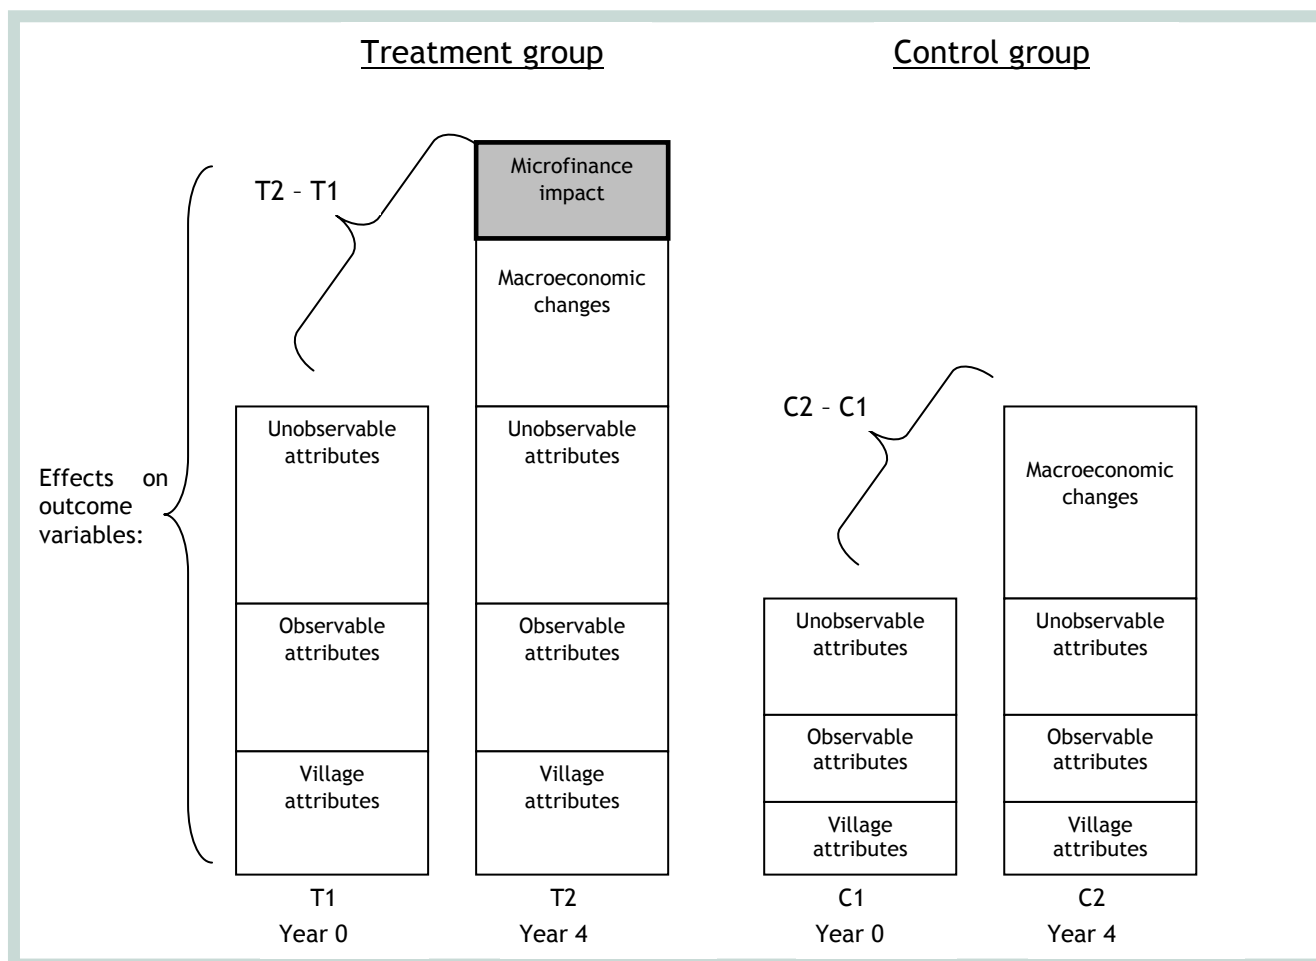 Treatment group
Control group
T2 – T1
Microfinance
impact
Macroeconomic
changes
Unobservable
attributes
Unobservable
attributes
C2 – C1
Macroeconomic
changes
Effects on
outcome
variables:
Observable
attributes
Observable
attributes
Unobservable
attributes
Unobservable
attributes
Village
attributes
Village
attributes
Observable
attributes
Observable
attributes
Village
attributes
Village
attributes
T1
T2
C1
C2
Year 0
Year 4
Year 0
Year 4